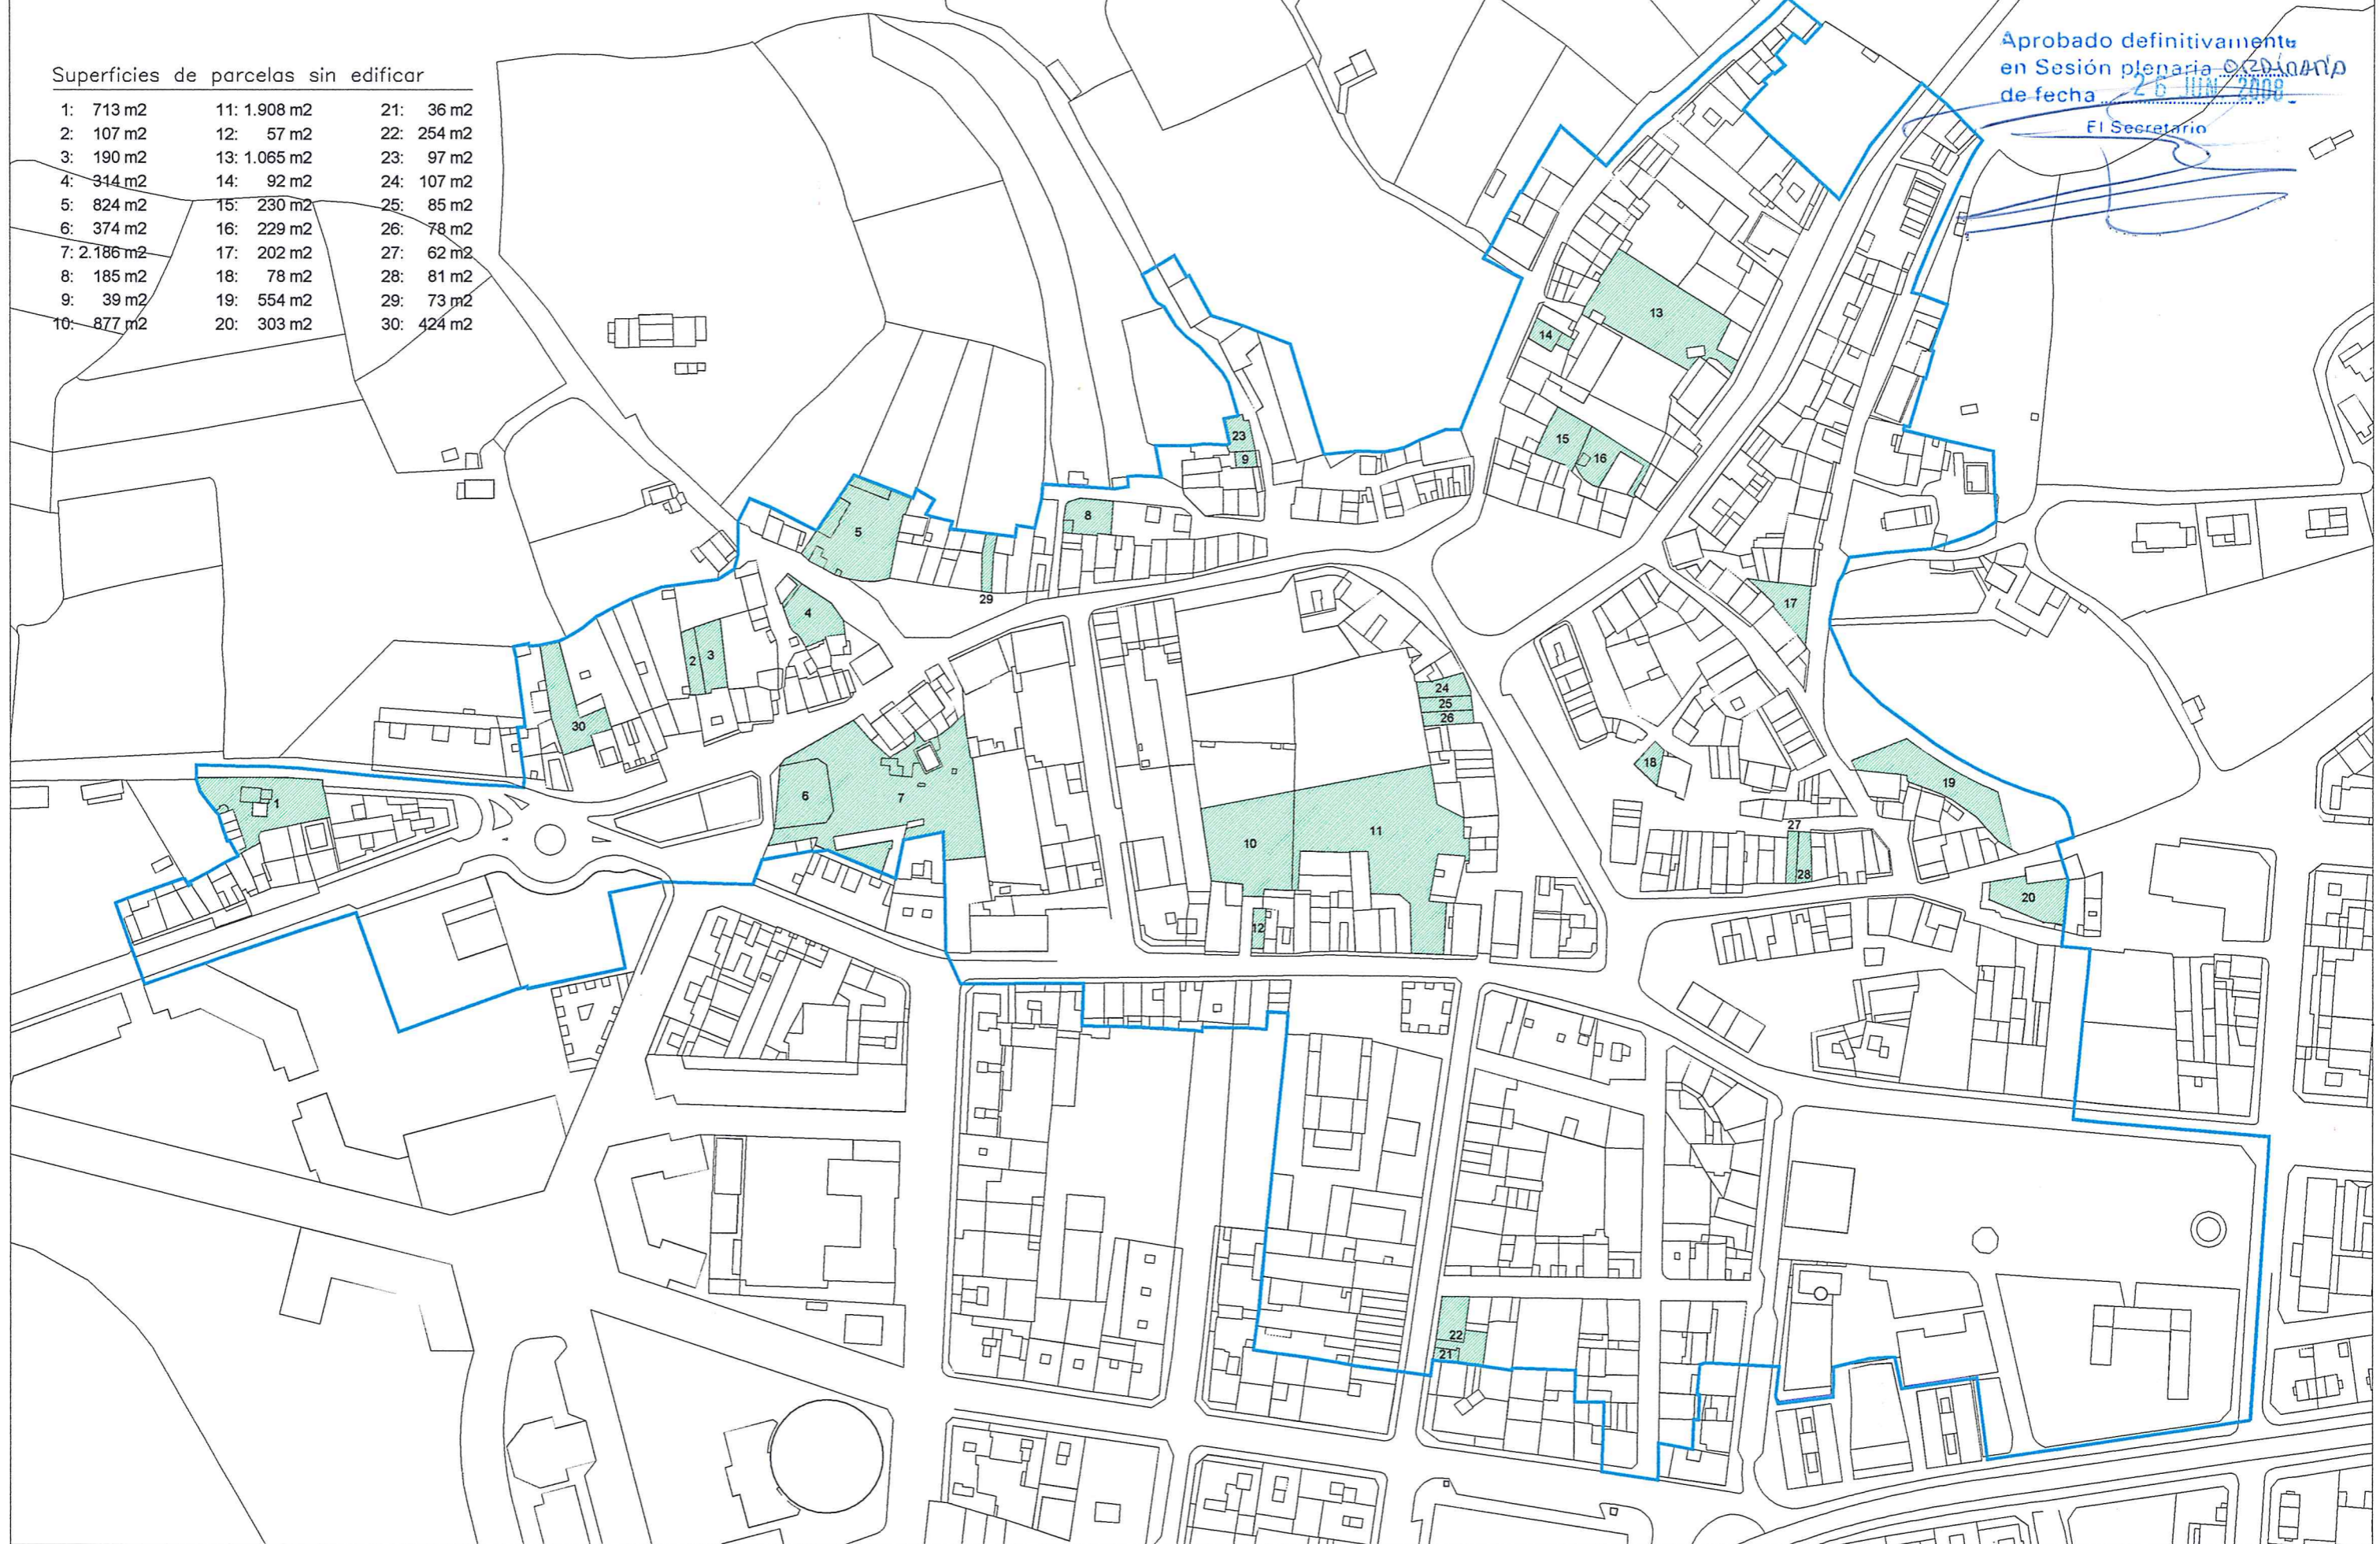 Superficies de parcelas sin edificar
1: 713 m2 11: 1.908 m2 21: 36 m2
2: 107 m2 12: 57 m2 22: 254 m2
3: 190 m2 13: 1.065 m2 23: 97 m2
4: 314 m2 14: 92 m2 24: 107 m2
5: 824 m2 15: 230 m2 25: 85 m2
6: 374 m2 16: 229 m2 26: 78 m2
7: 2.186 m2 17: 202 m2 27: 62 m2
8: 185 m2 18: 78 m2 28: 81 m2
9: 39 m2 19: 554 m2 29: 73 m2
10: 877 m2 20: 303 m2 30: 424 m2
Aprobado definitivamente
en Sesión plenaria ORDINARIA
de fecha 26 JUN 2008
El Secretario
13
14
15
16
23
9
5
8
29
4
17
2
3
30
24
25
26
18
19
1
6
7
10
11
27
28
20
12
22
21